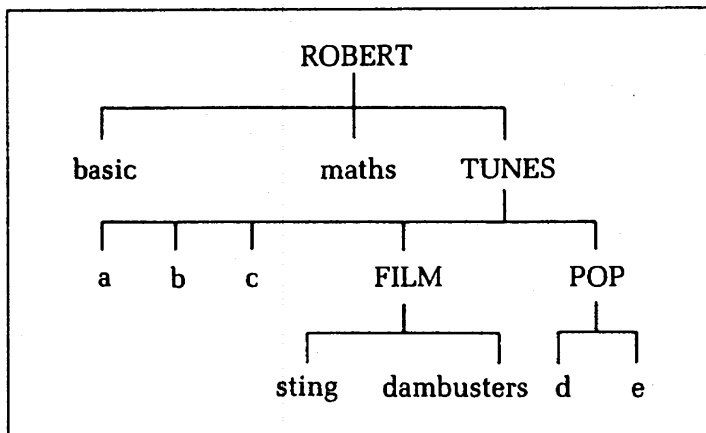 ROBERT
basic maths TUNES
a b c FILM POP
sting dambusters d e